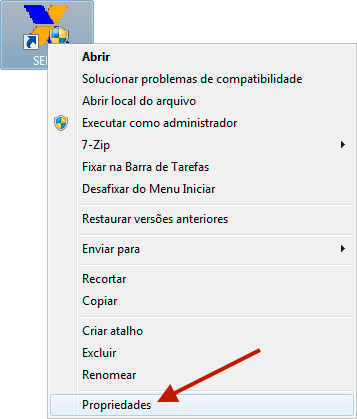 Abrir
Solucionar problemas de compatibilidade
Abrir local do arquivo
Executar como administrador
7-Zip
Fixar na Barra de Tarefas
Desafixar do Menu Iniciar
Restaurar versões anteriores
Enviar para
Recortar
Copiar
Criar atalho
Excluir
Renomear
Propriedades